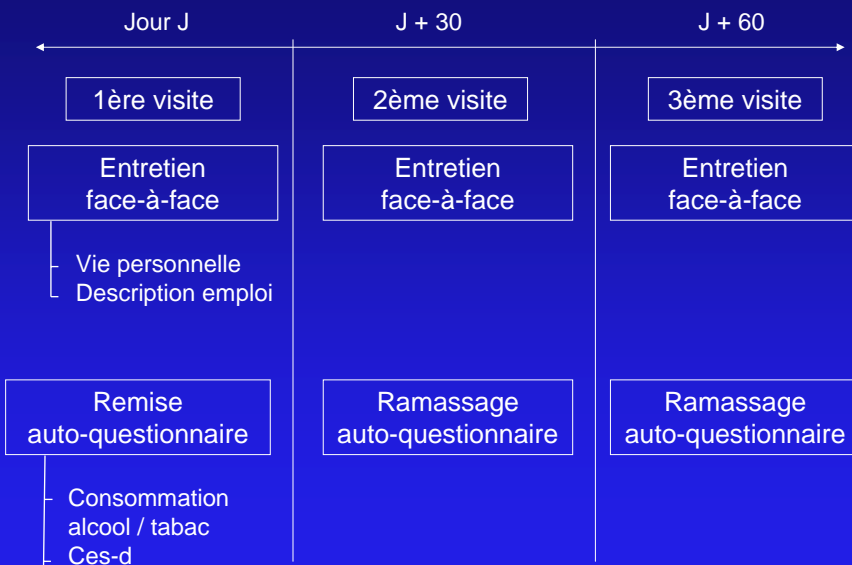 Jour J
J + 30
J + 60
1ère visite
2ème visite
3ème visite
Entretien
face-à-face
Entretien
face-à-face
Entretien
face-à-face
Vie personnelle
Description emploi
Remise
auto-questionnaire
Ramassage
auto-questionnaire
Ramassage
auto-questionnaire
Consommation
alcool / tabac
Ces-d